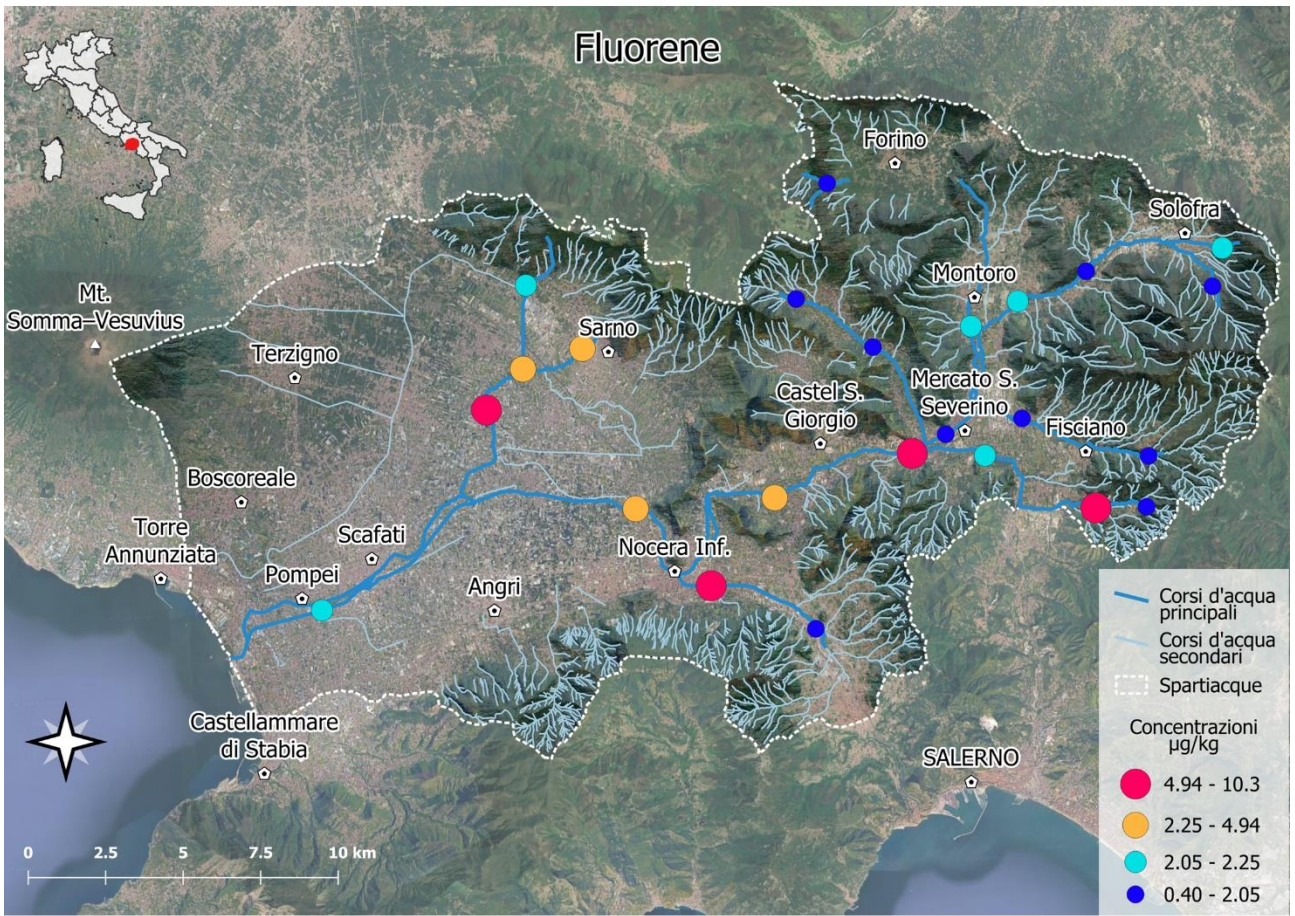 Fluorene
Forino
Solofra
Montoro
Mt.
Somma–Vesuvius
Sarno
Terzigno
Castel S.
Giorgio
Mercato S.
Severino
Fisciano
Boscoreale
Torre
Annunziata
Scafati
Pompei
Nocera Inf.
Angri
Castellammare
di Stabia
SALERNO
0 2.5 5 7.5 10 km
Corsi d'acqua
principali
Corsi d'acqua
secondari
Spartiacque
Concentrazioni
µg/kg
4.94 - 10.3
2.25 - 4.94
2.05 - 2.25
0.40 - 2.05